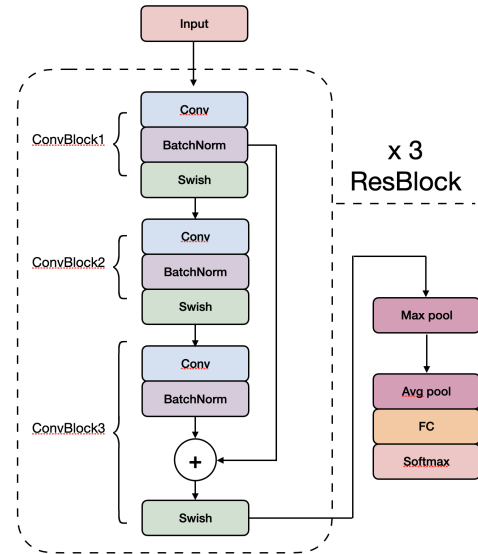 Input
Conv
ConvBlock1
BatchNorm
Swish
x 3
ResBlock
Conv
ConvBlock2
BatchNorm
Swish
Max pool
Conv
BatchNorm
Avg pool
FC
ConvBlock3
+
Softmax
Swish